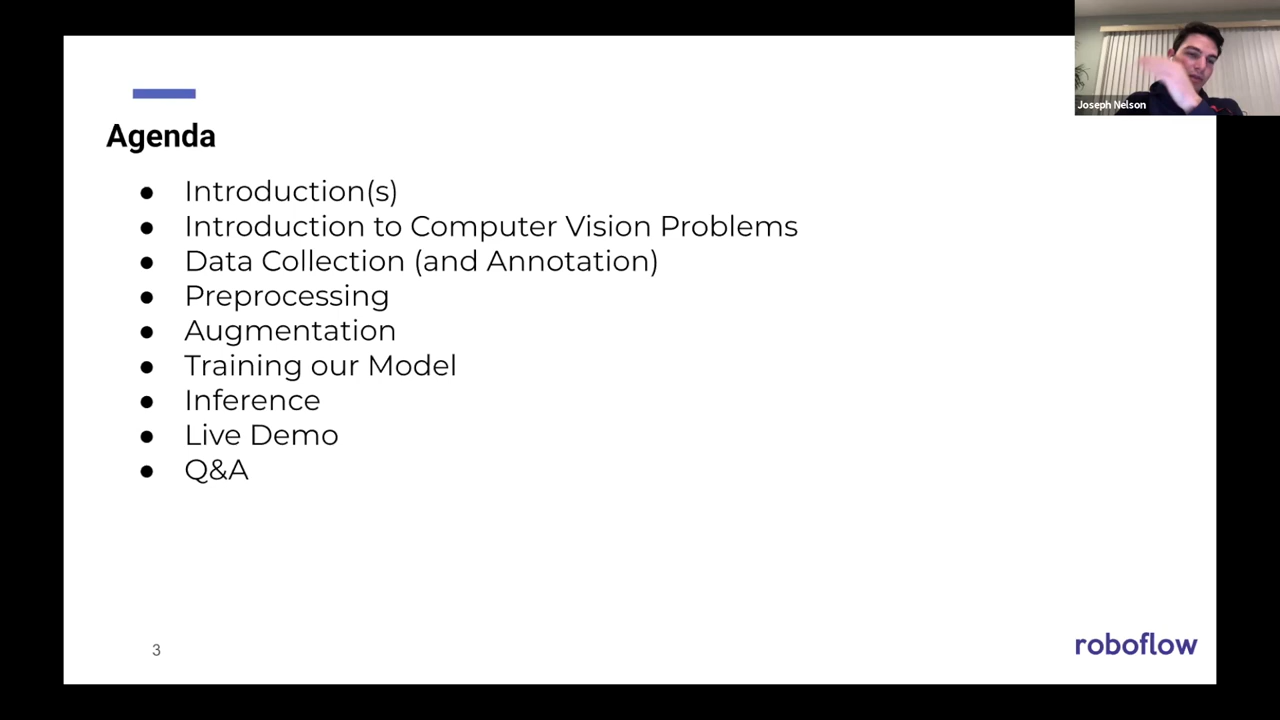 Joseph Nelson
Agenda
● Introduction(s)
● Introduction to Computer Vision Problems
● Data Collection (and Annotation)
● Preprocessing
● Augmentation
● Training our Model
● Inference
● Live Demo
● Q&A
3
roboflow